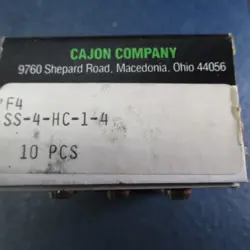 CAJON COMPANY
9760 Shepard Road, Macedonia, Ohio 44056
F4
SS-4-HC-1-4
10 PCS